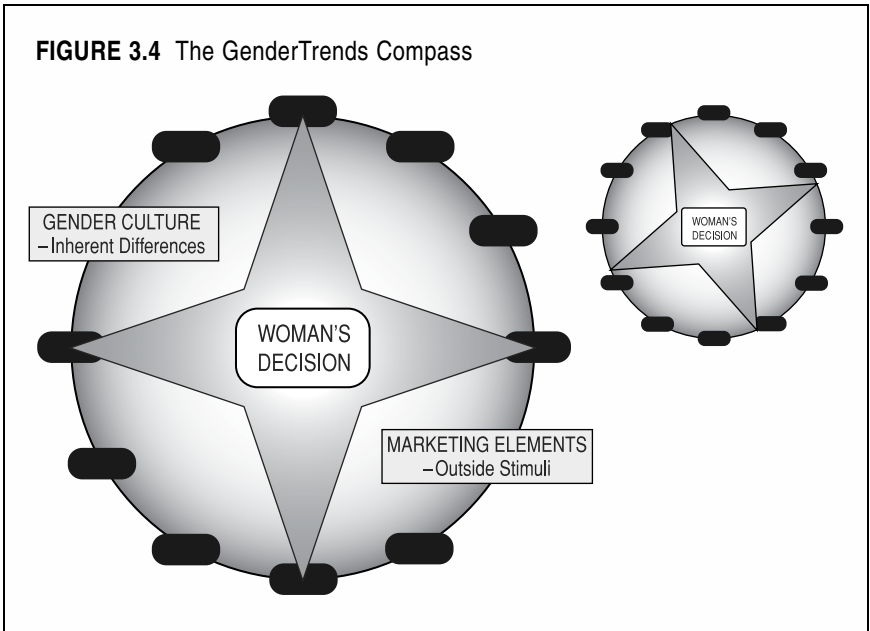 FIGURE 3.4 The GenderTrends Compass
GENDER CULTURE
–Inherent Differences
WOMAN'S
DECISION
MARKETING ELEMENTS
–Outside Stimuli
WOMAN'S
DECISION